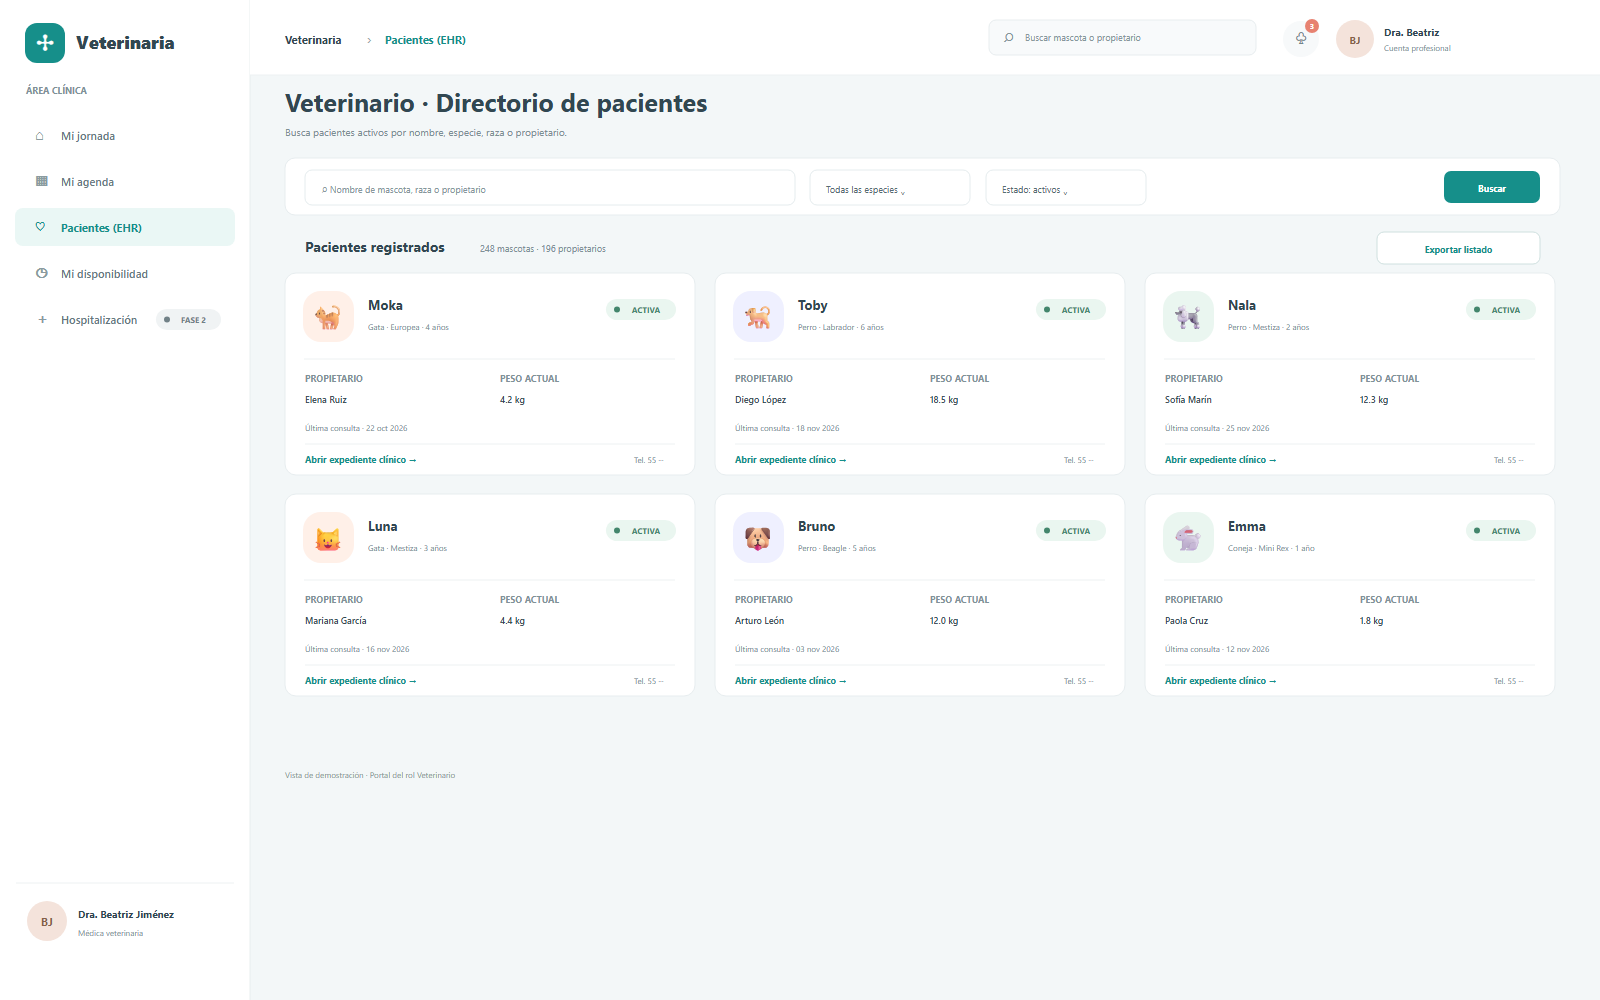 Veterinaria
ÁREA CLÍNICA
Mi jornada
Mi agenda
Pacientes (EHR)
Mi disponibilidad
Hospitalización
FASE 2
Dra. Beatriz Jiménez
BJ
Médica veterinaria
Veterinaria › Pacientes (EHR)
Buscar mascota o propietario
3
BJ
Dra. Beatriz
Cuenta profesional
Veterinario · Directorio de pacientes
Busca pacientes activos por nombre, especie, raza o propietario.
Nombre de mascota, raza o propietario
Todas las especies
Estado: activos
Buscar
Pacientes registrados
248 mascotas · 196 propietarios
Exportar listado
Moka
ACTIVA
Gata · Europea · 4 años
PROPIETARIO PESO ACTUAL
Elena Ruiz 4.2 kg
Última consulta · 22 oct 2026
Abrir expediente clínico → Tel. 55 --
Toby
ACTIVA
Perro · Labrador · 6 años
PROPIETARIO PESO ACTUAL
Diego López 18.5 kg
Última consulta · 18 nov 2026
Abrir expediente clínico → Tel. 55 --
Nala
ACTIVA
Perro · Mestiza · 2 años
PROPIETARIO PESO ACTUAL
Sofía Marín 12.3 kg
Última consulta · 25 nov 2026
Abrir expediente clínico → Tel. 55 --
Luna
ACTIVA
Gata · Mestiza · 3 años
PROPIETARIO PESO ACTUAL
Mariana García 4.4 kg
Última consulta · 16 nov 2026
Abrir expediente clínico → Tel. 55 --
Bruno
ACTIVA
Perro · Beagle · 5 años
PROPIETARIO PESO ACTUAL
Arturo León 12.0 kg
Última consulta · 03 nov 2026
Abrir expediente clínico → Tel. 55 --
Emma
ACTIVA
Coneja · Mini Rex · 1 año
PROPIETARIO PESO ACTUAL
Paola Cruz 1.8 kg
Última consulta · 12 nov 2026
Abrir expediente clínico → Tel. 55 --
Vista de demostración · Portal del rol Veterinario